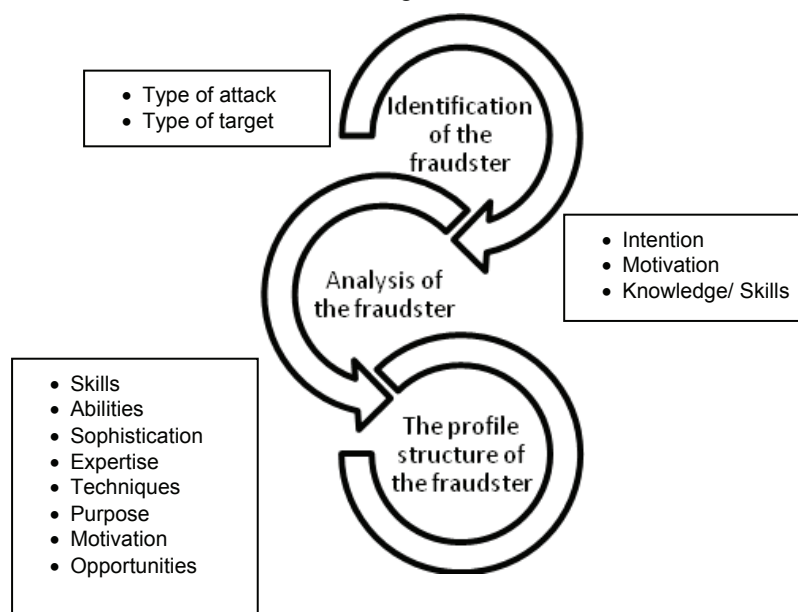 • Type of attack
• Type of target
Identification
of the
fraudster
• Intention
• Motivation
• Knowledge/ Skills
Analysis of
the fraudster
• Skills
• Abilities
• Sophistication
• Expertise
• Techniques
• Purpose
• Motivation
• Opportunities
The profile
structure of
the fraudster